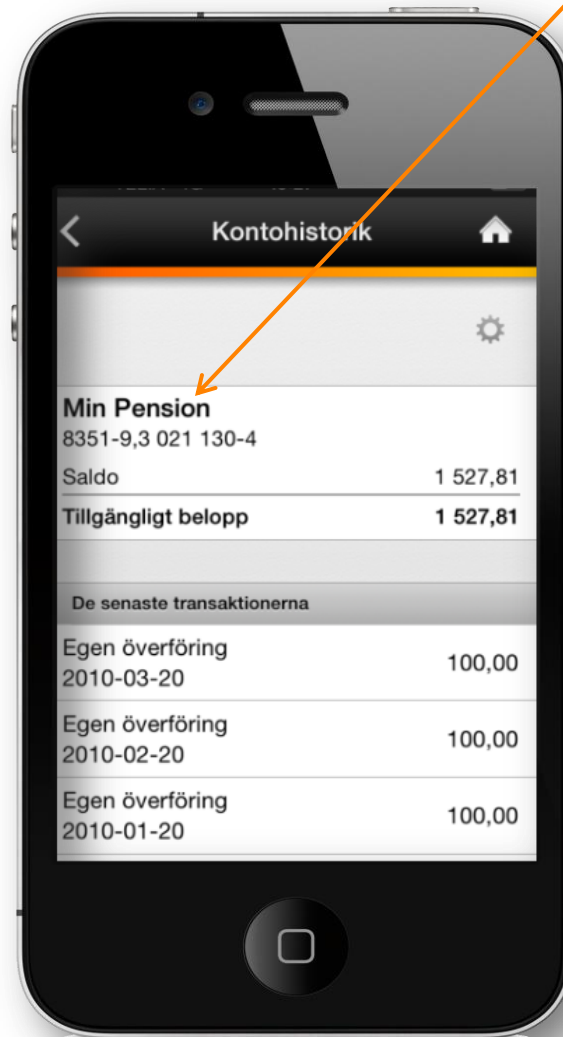 Kontohistorik
Min Pension
8351-9,3 021 130-4
Saldo 1 527,81
Tillgängligt belopp 1 527,81
De senaste transaktionerna
Egen överföring
2010-03-20 100,00
Egen överföring
2010-02-20 100,00
Egen överföring
2010-01-20 100,00